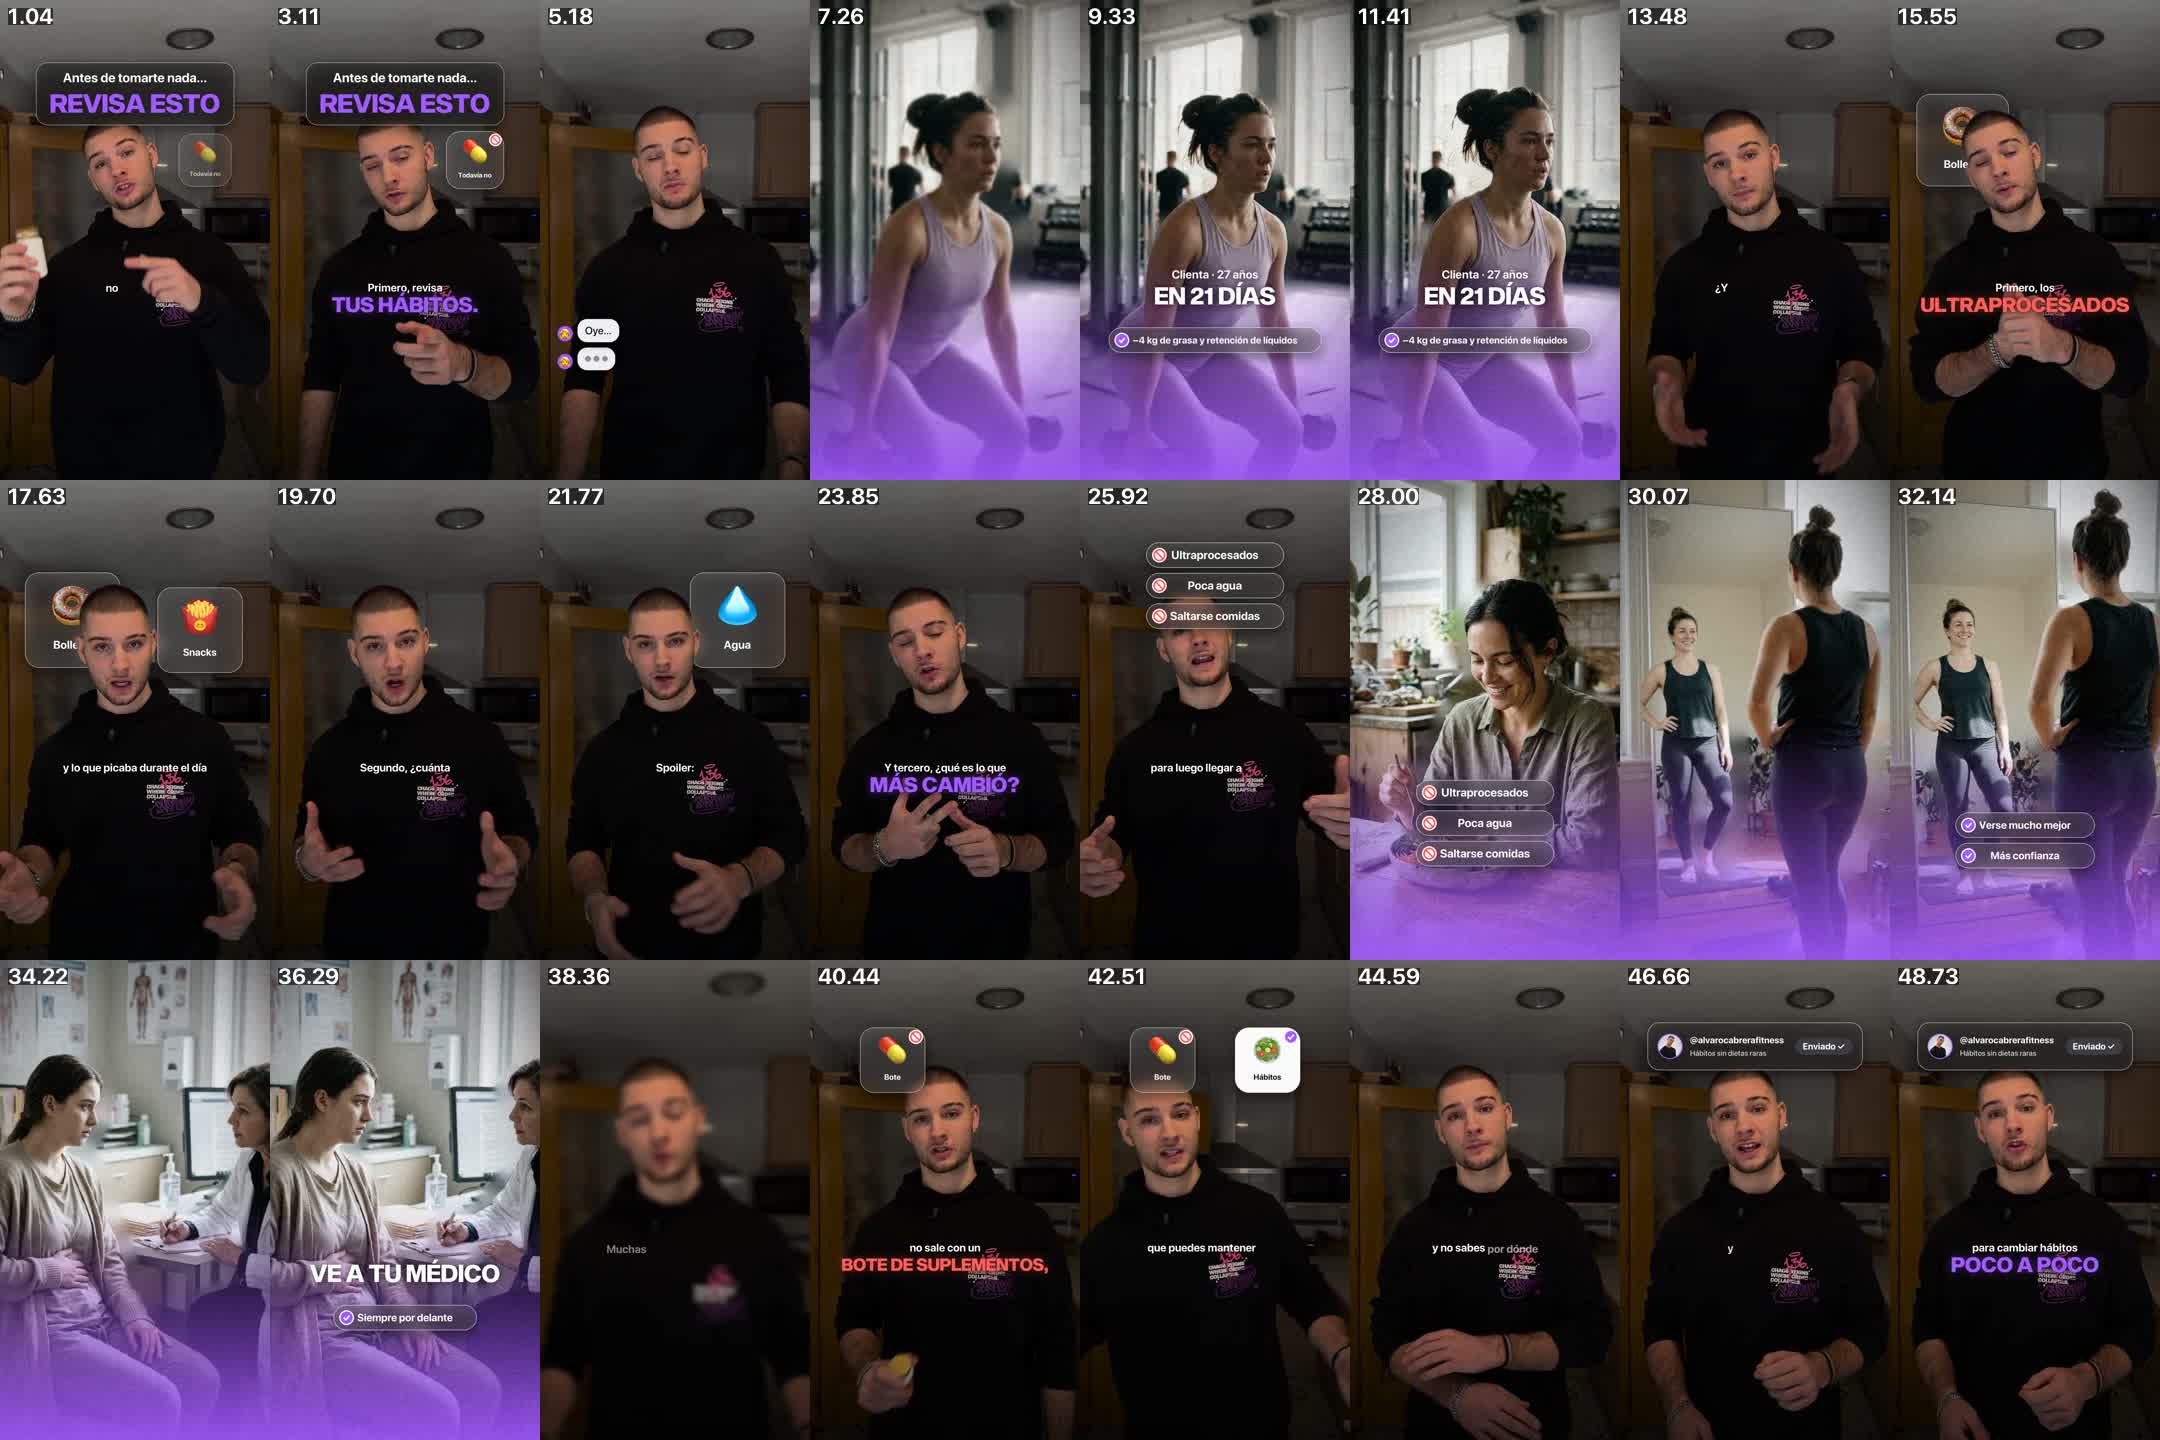 1.04
Antes de tomarte nada...
REVISA ESTO
Todavía no
no
3.11
Antes de tomarte nada...
REVISA ESTO
Todavía no
Primero, revisa
TUS HÁBITOS.
5.18
Oye...
7.26
9.33
Clienta · 27 años
EN 21 DÍAS
−4 kg de grasa y retención de líquidos
11.41
Clienta · 27 años
EN 21 DÍAS
−4 kg de grasa y retención de líquidos
13.48
¿Y
15.55
Bolle
Primero, los
ULTRAPROCESADOS
17.63
Bolle
Snacks
y lo que picaba durante el día
19.70
Segundo, ¿cuánta
21.77
Agua
Spoiler:
23.85
Y tercero, ¿qué es lo que
MÁS CAMBIÓ?
25.92
Ultraprocesados
Poca agua
Saltarse comidas
para luego llegar a
28.00
Ultraprocesados
Poca agua
Saltarse comidas
30.07
32.14
Verse mucho mejor
Más confianza
34.22
36.29
VE A TU MÉDICO
Siempre por delante
38.36
Muchas
40.44
Bote
no sale con un
BOTE DE SUPLEMENTOS,
42.51
Bote
Hábitos
que puedes mantener
44.59
y no sabes por dónde
46.66
@alvarocabrerafitness
Hábitos sin dietas raras
Enviado ✓
y
48.73
@alvarocabrerafitness
Hábitos sin dietas raras
Enviado ✓
para cambiar hábitos
POCO A POCO